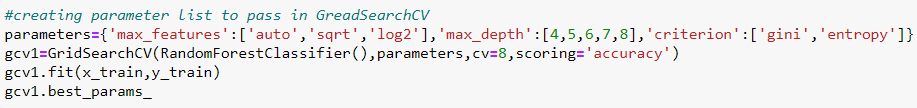 #creating parameter list to pass in GreadSearchCV
parameters={'max_features':['auto','sqrt','log2'],'max_depth':[4,5,6,7,8],'criterion':['gini','entropy']}
gcv1=GridSearchCV(RandomForestClassifier(),parameters,cv=8,scoring='accuracy')
gcv1.fit(x_train,y_train)
gcv1.best_params_